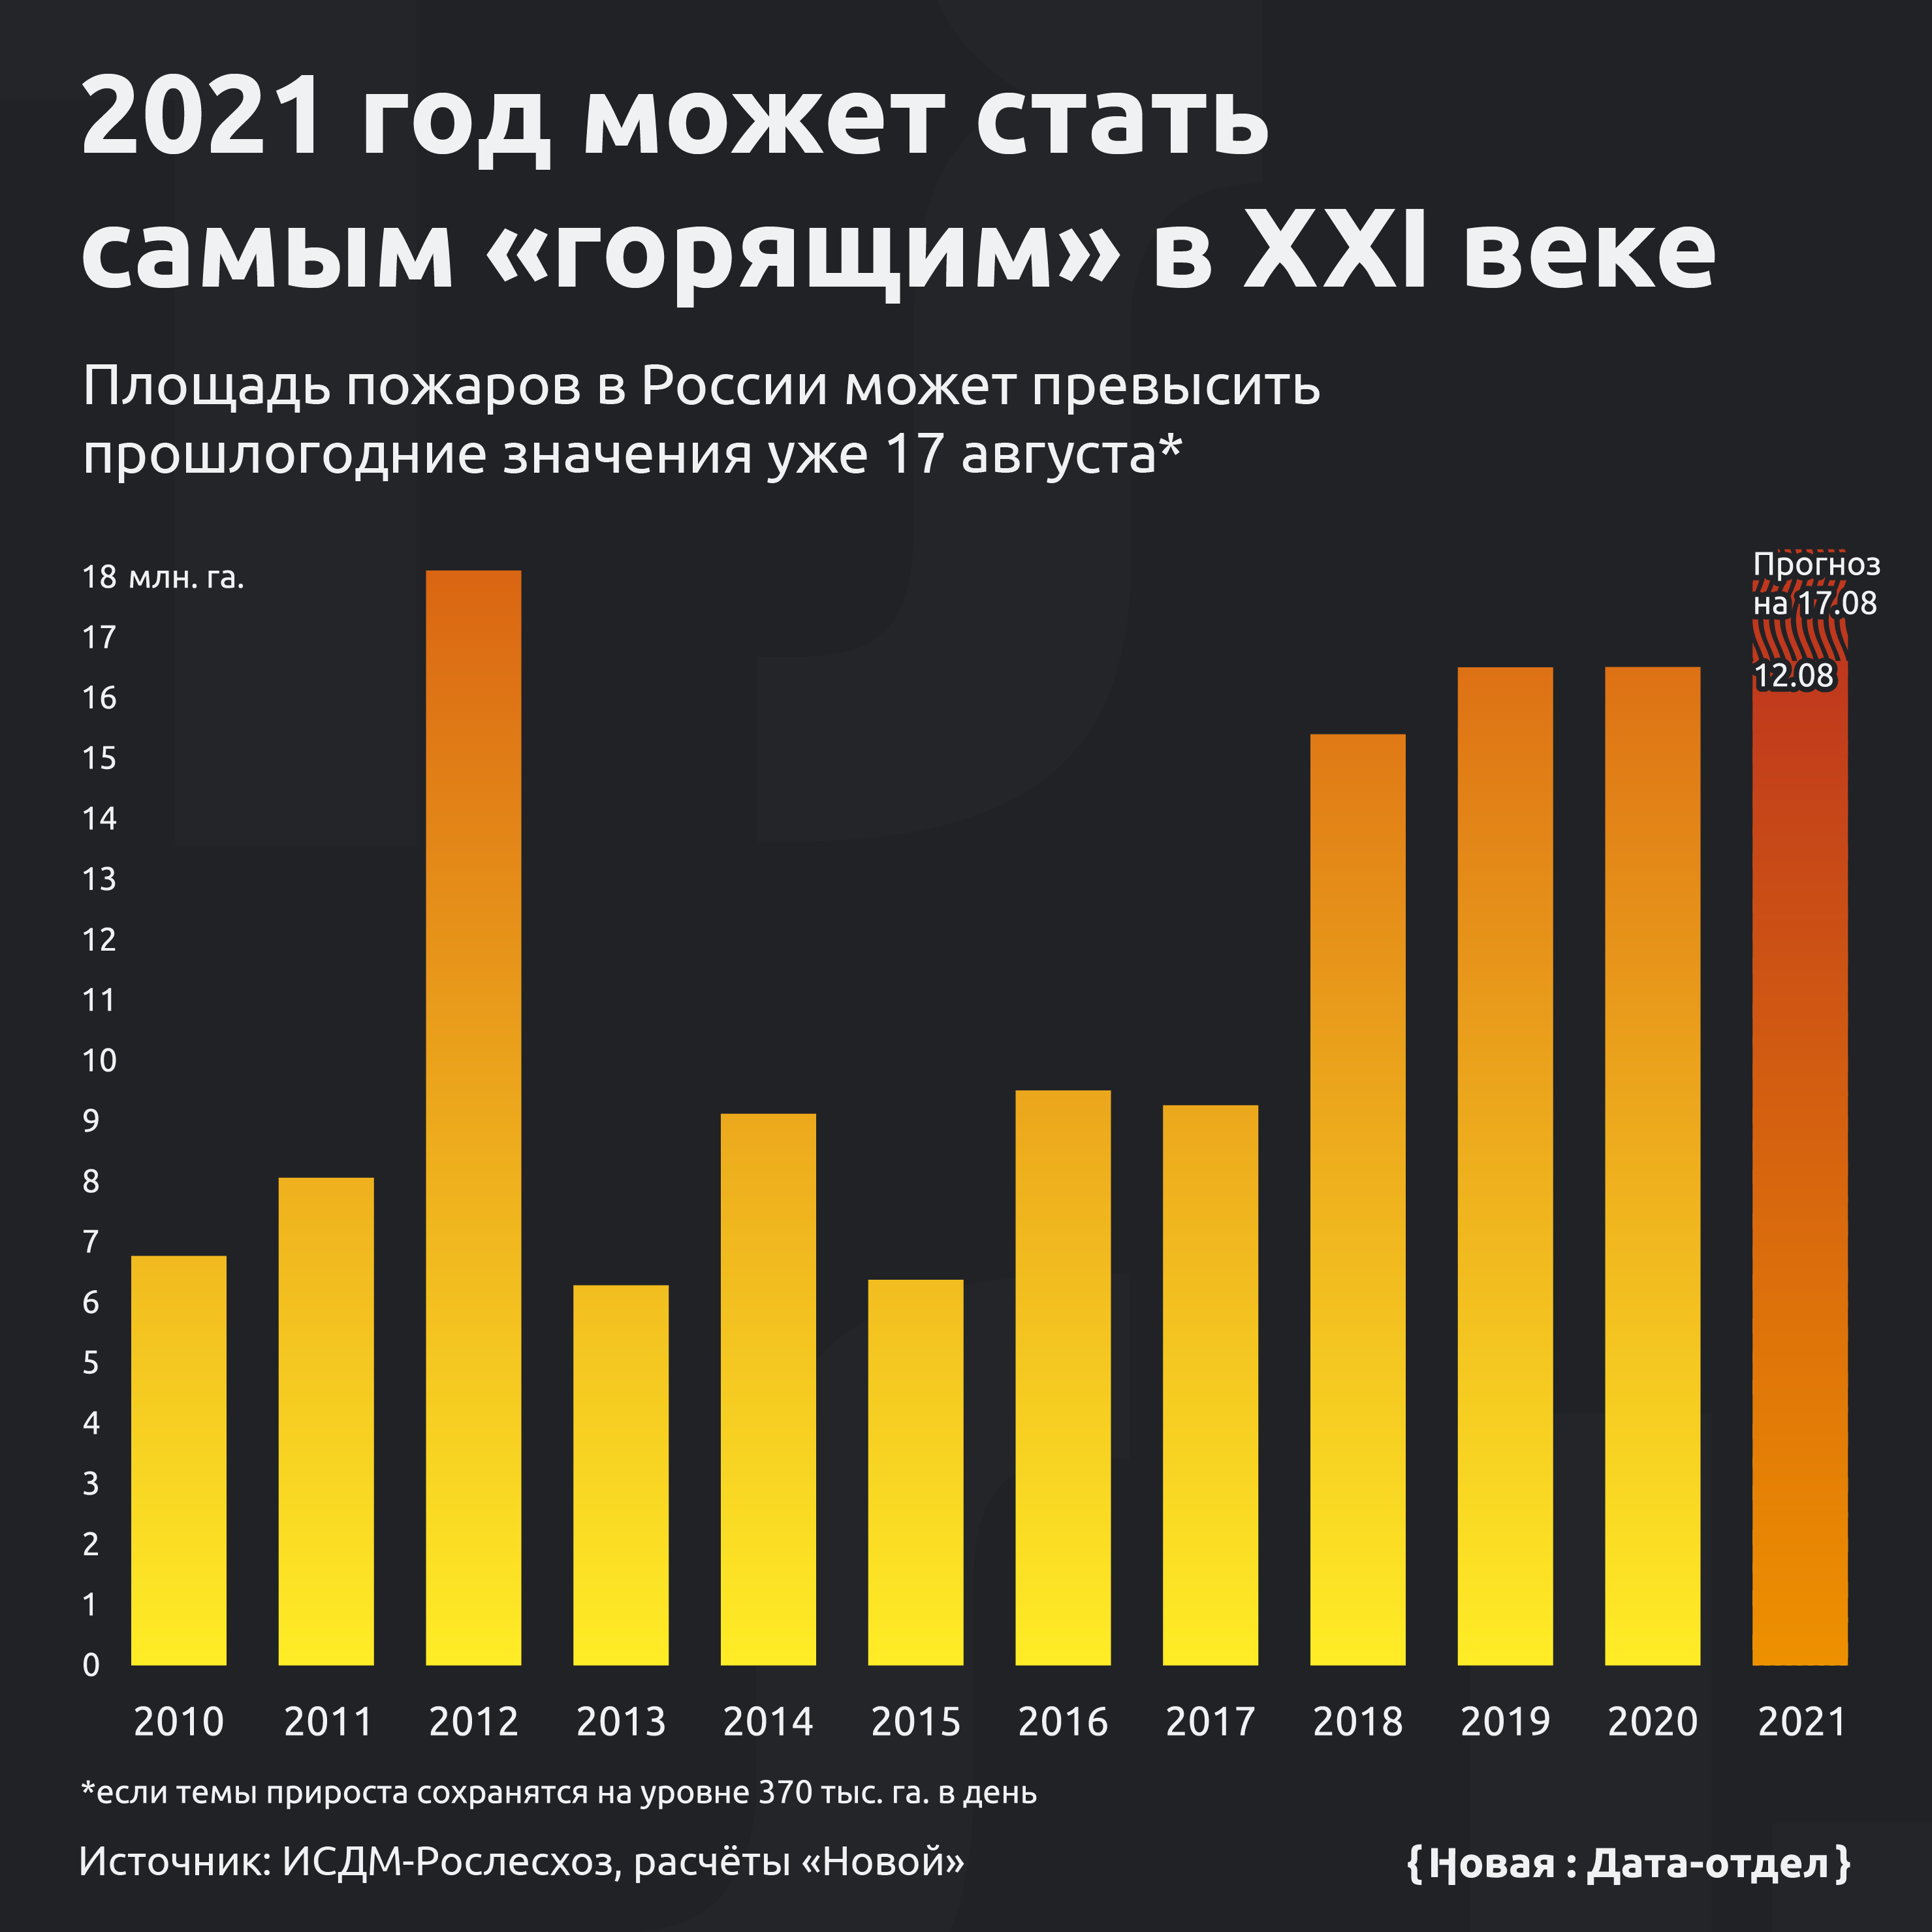 2021 год может стать
самым «горящим» в XXI веке
Площадь пожаров в России может превысить
прошлогодние значения уже 17 августа*
18 млн. га.
17
16
15
14
13
12
11
10
9
8
7
6
5
4
3
2
1
0
Прогноз
на 17.08
12.08
2010 2011 2012 2013 2014 2015 2016 2017 2018 2019 2020 2021
*если темы прироста сохранятся на уровне 370 тыс. га. в день
Источник: ИСДМ-Рослесхоз, расчёты «Новой»
{Новая : Дата-отдел}